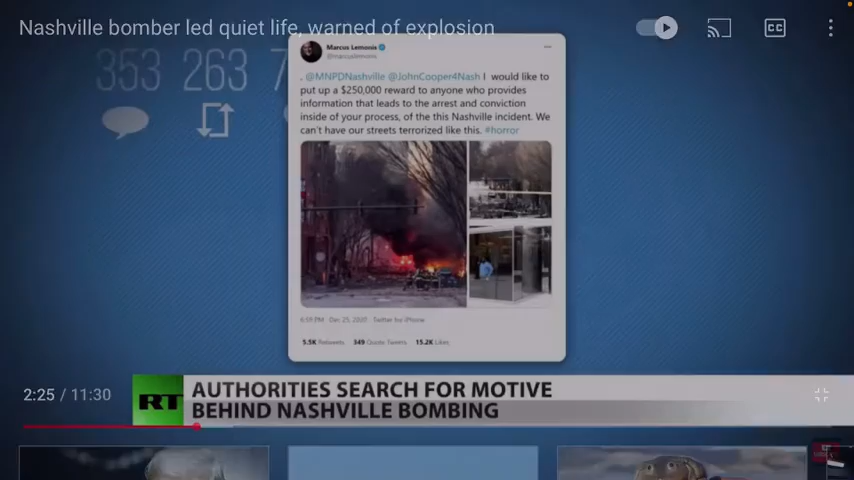 Nashville bomber led quiet life, warned of explosion
CC
353 263
Marcus Lemonis
@marcuslemonis
. @MNPDNashville @JohnCooper4Nash I would like to
put up a $250,000 reward to anyone who provides
information that leads to the arrest and conviction
inside of your process, of the this Nashville incident. We
can't have our streets terrorized like this. #horror
6:59 PM · Dec 25, 2020 · Twitter for iPhone
5.5K Retweets 349 Quote Tweets 15.2K Likes
2:25 / 11:30
RT
AUTHORITIES SEARCH FOR MOTIVE
BEHIND NASHVILLE BOMBING